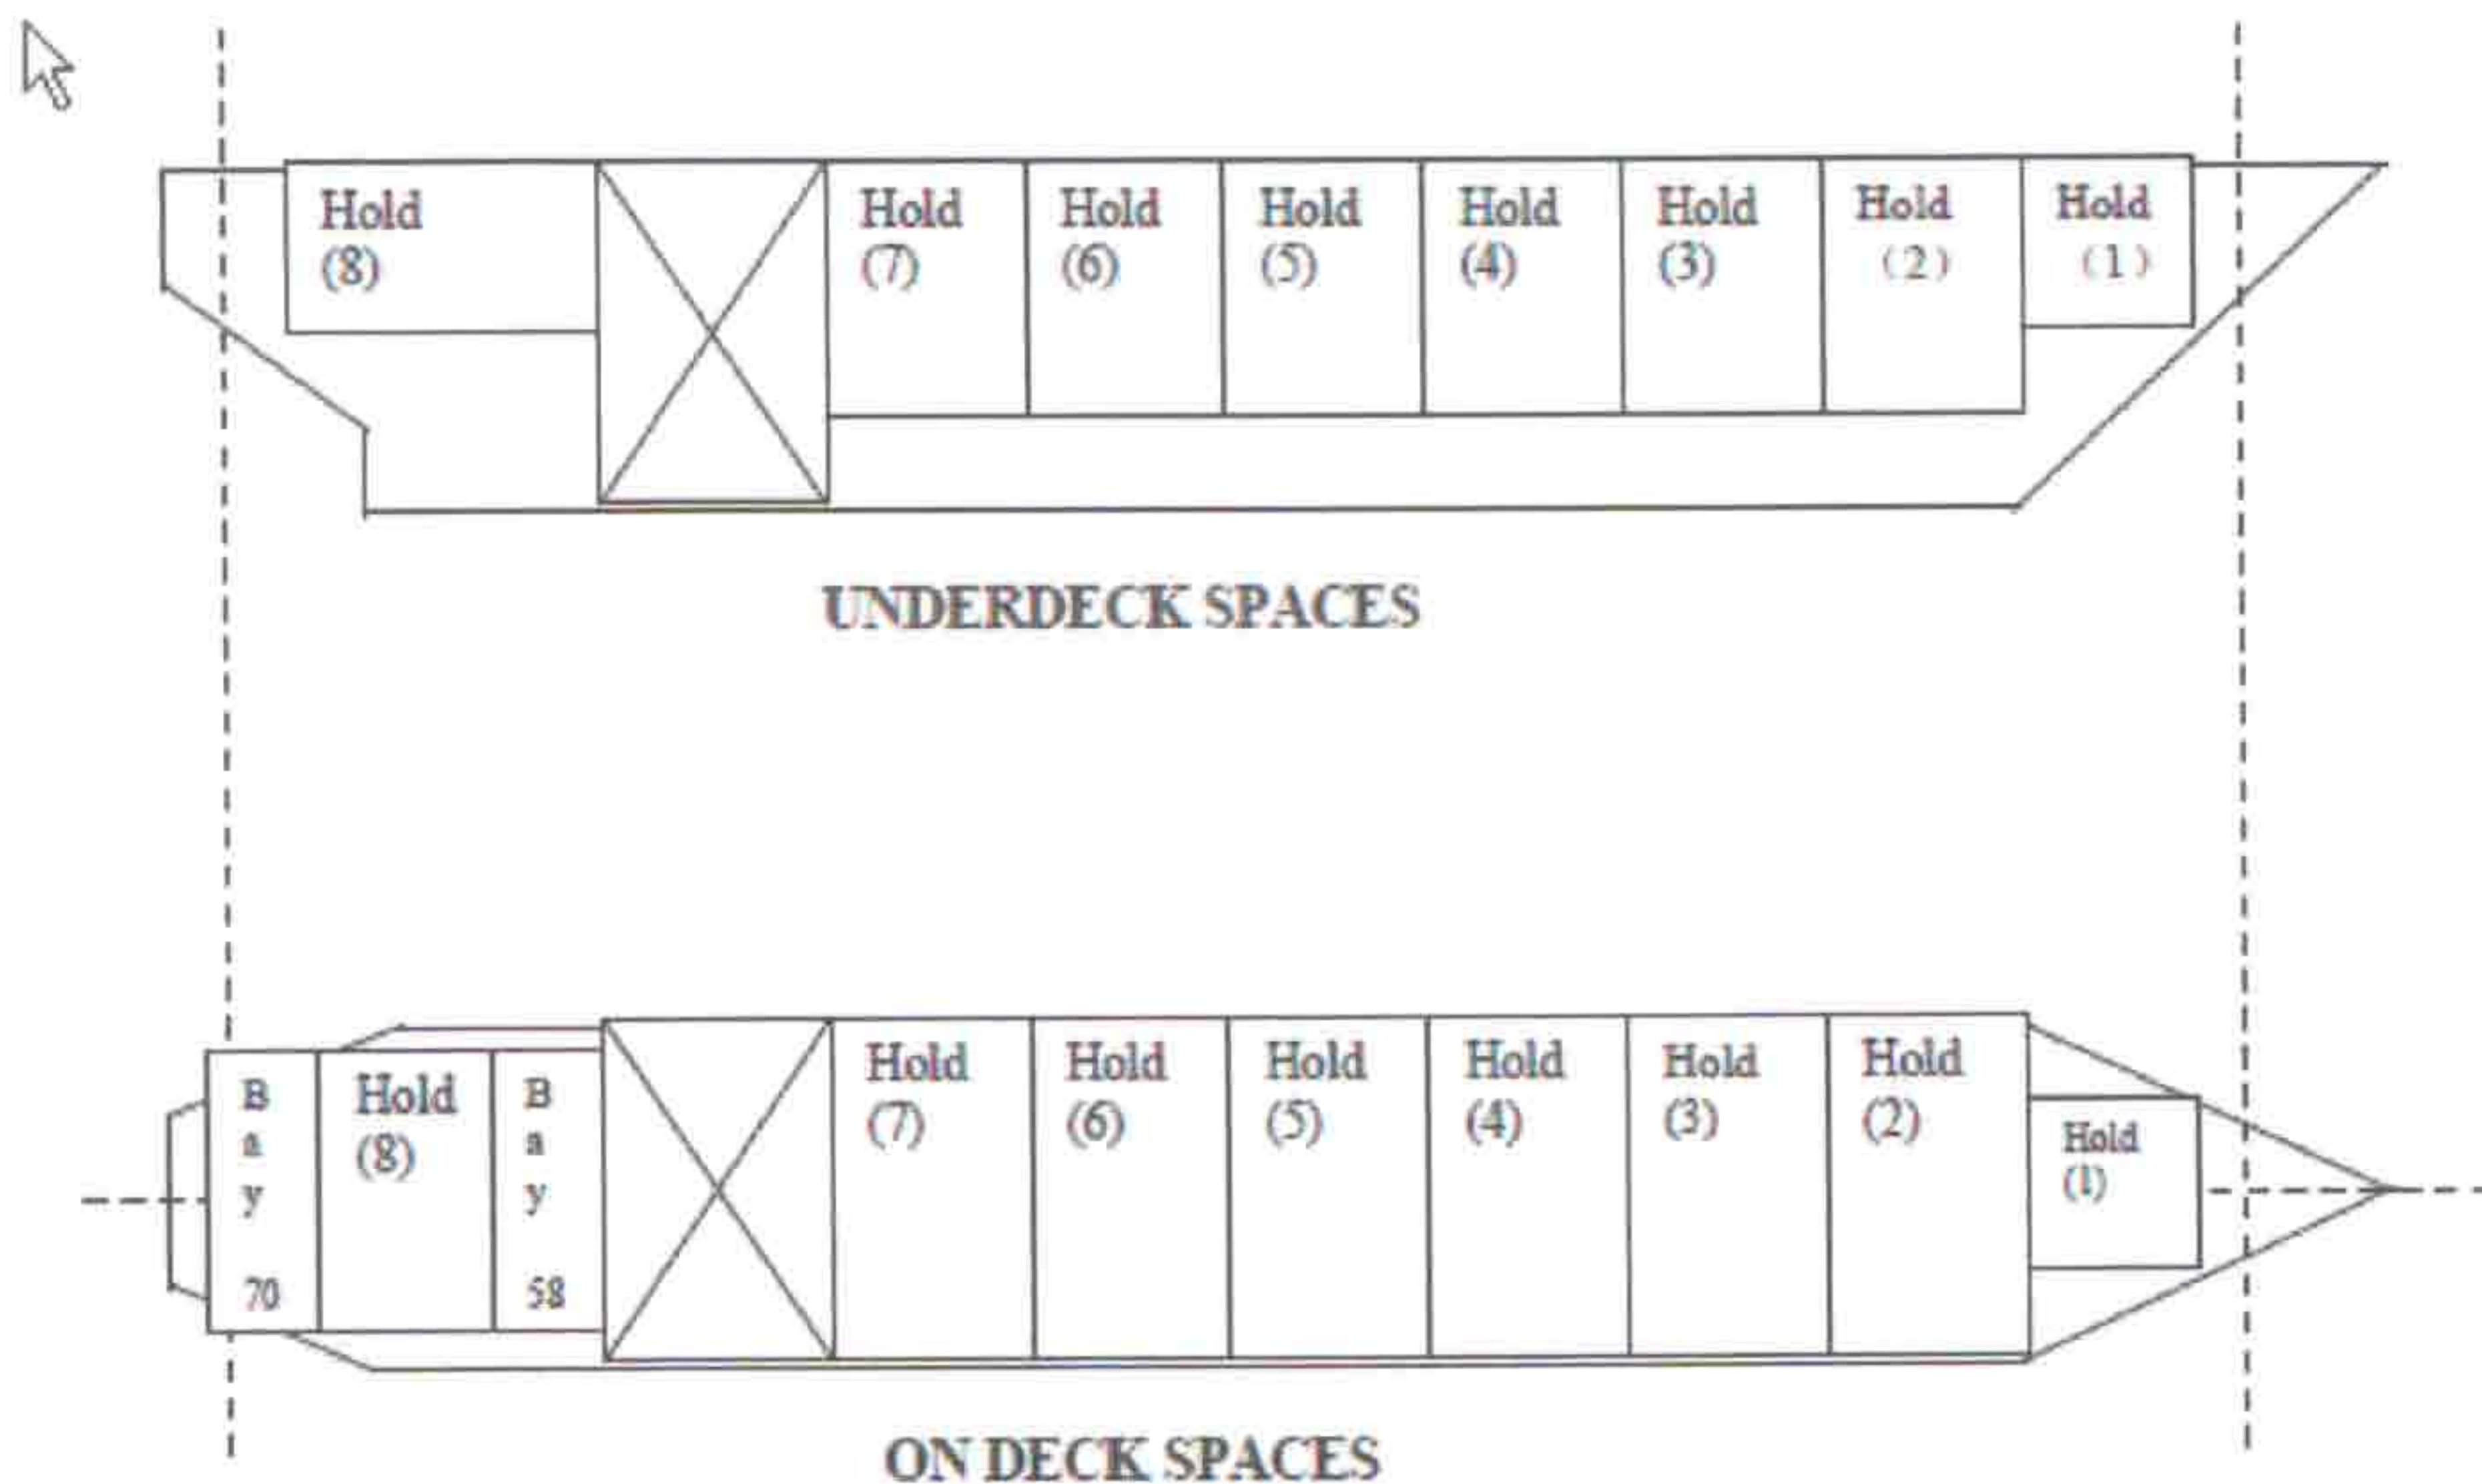 Hold
(8)
Hold
(7)
Hold
(6)
Hold
(5)
Hold
(4)
Hold
(3)
Hold
(2)
Hold
(1)
UNDERDECK SPACES
Bay
70
Hold
(8)
Bay
58
Hold
(7)
Hold
(6)
Hold
(5)
Hold
(4)
Hold
(3)
Hold
(2)
Hold
(1)
ON DECK SPACES